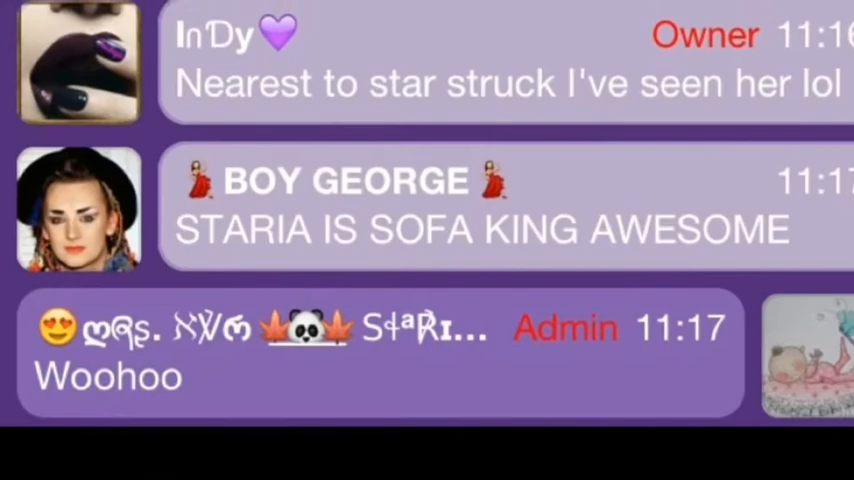 InƊy💜 Owner 11:16
Nearest to star struck I've seen her lol
💃BOY GEORGE💃 11:17
STARIA IS SOFA KING AWESOME
Admin 11:17
Woohoo